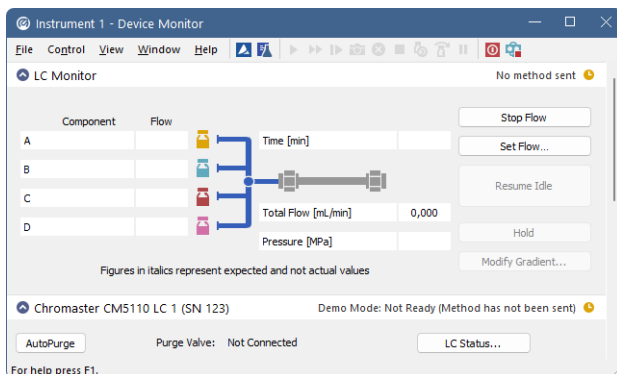 Instrument 1 - Device Monitor
File Control View Window Help
LC Monitor No method sent
Component Flow
Stop Flow
A Time [min]
Set Flow...
B
Resume Idle
C
Total Flow [mL/min] 0,000
D
Hold
Pressure [MPa]
Modify Gradient...
Figures in italics represent expected and not actual values
Chromaster CM5110 LC 1 (SN 123) Demo Mode: Not Ready (Method has not been sent)
AutoPurge Purge Valve: Not Connected LC Status...
For help press F1.